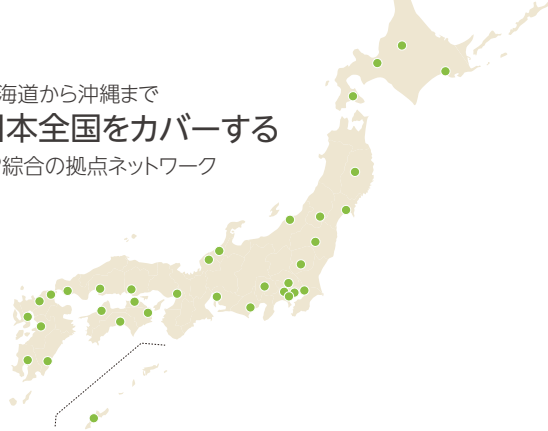 海道から沖縄まで
本全国をカバーする
綜合の拠点ネットワーク